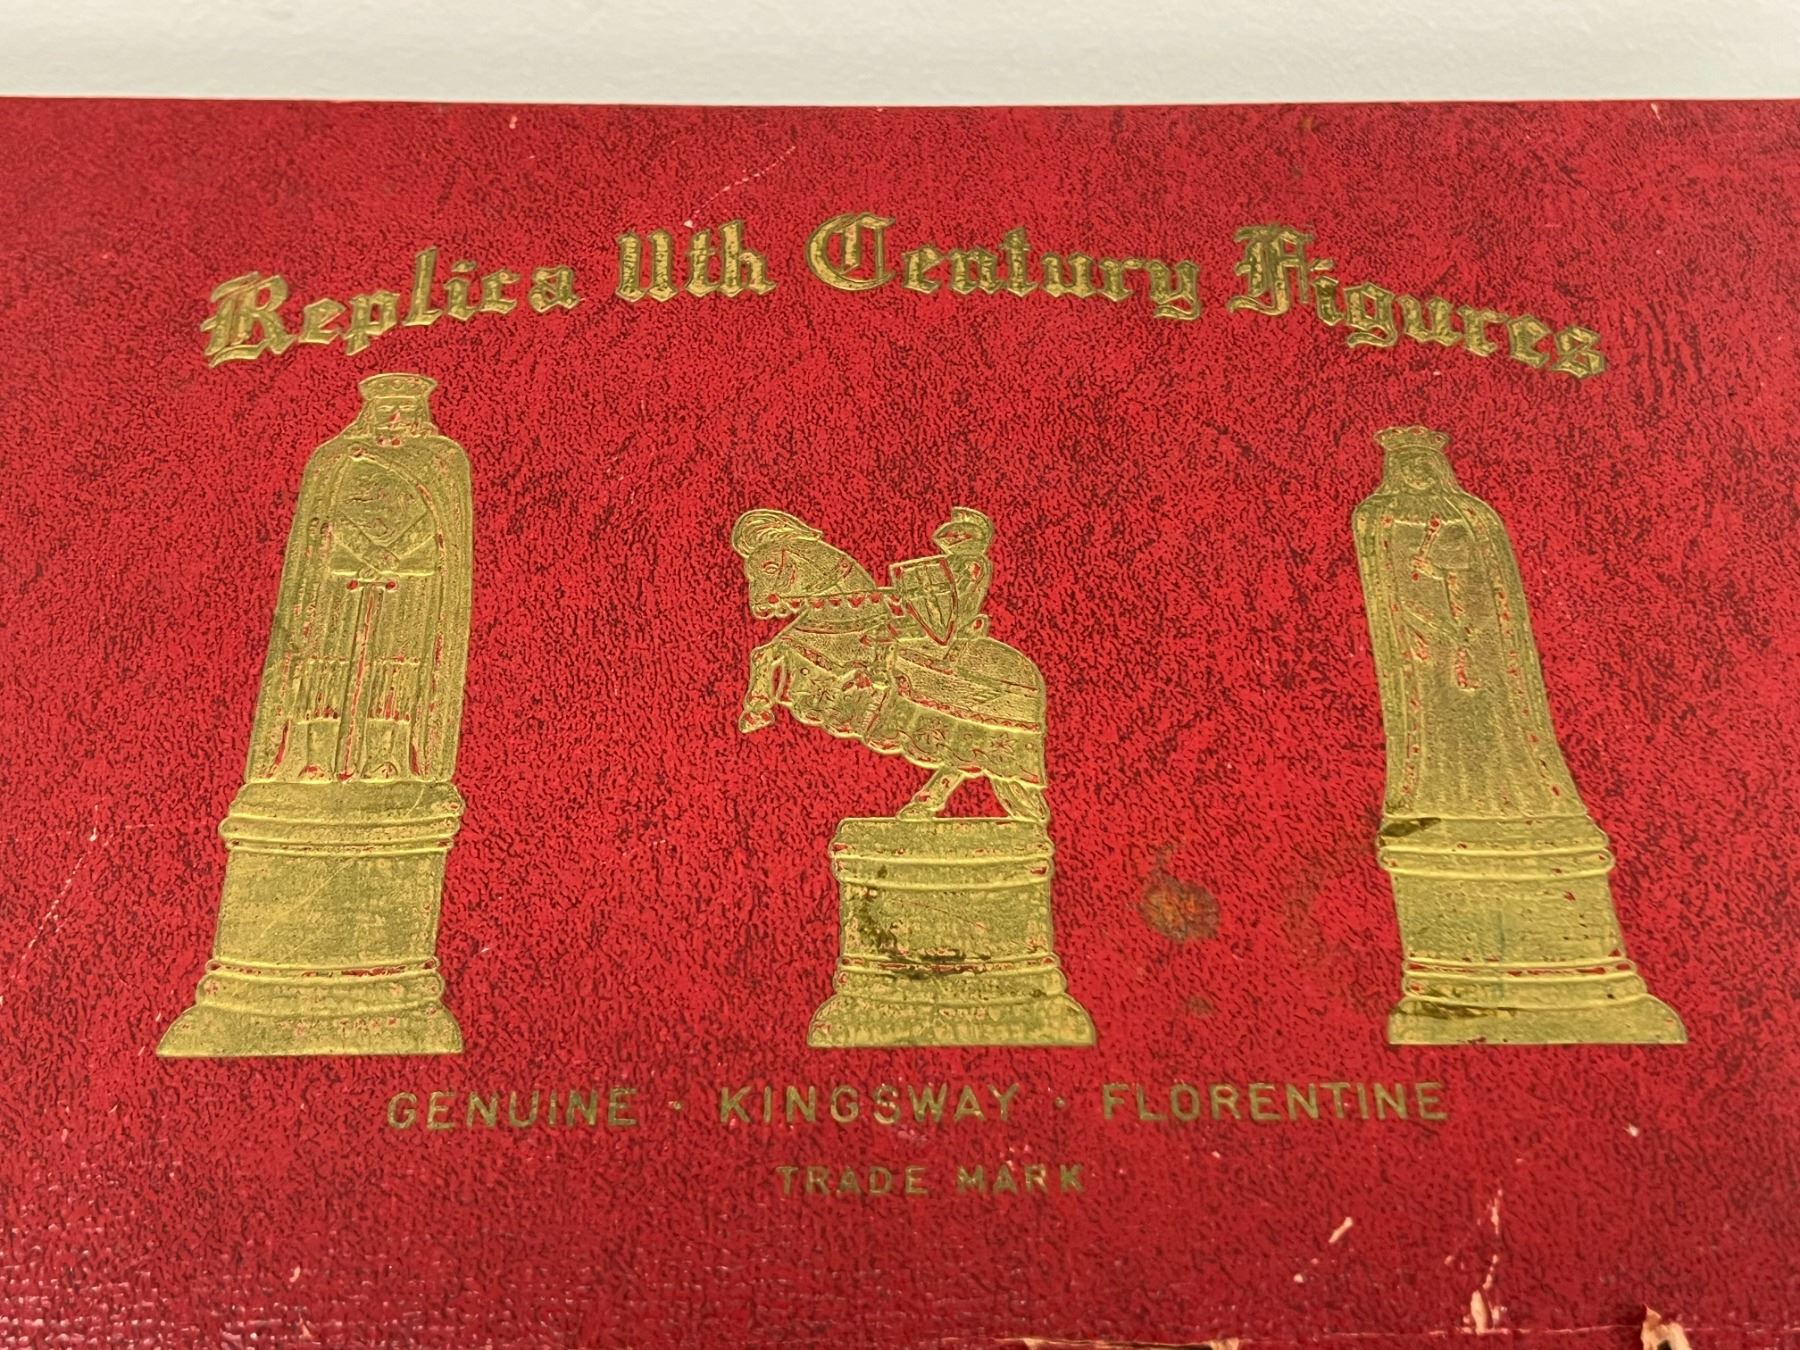 Replica 11th Century Figures
GENUINE · KINGSWAY · FLORENTINE
TRADE MARK